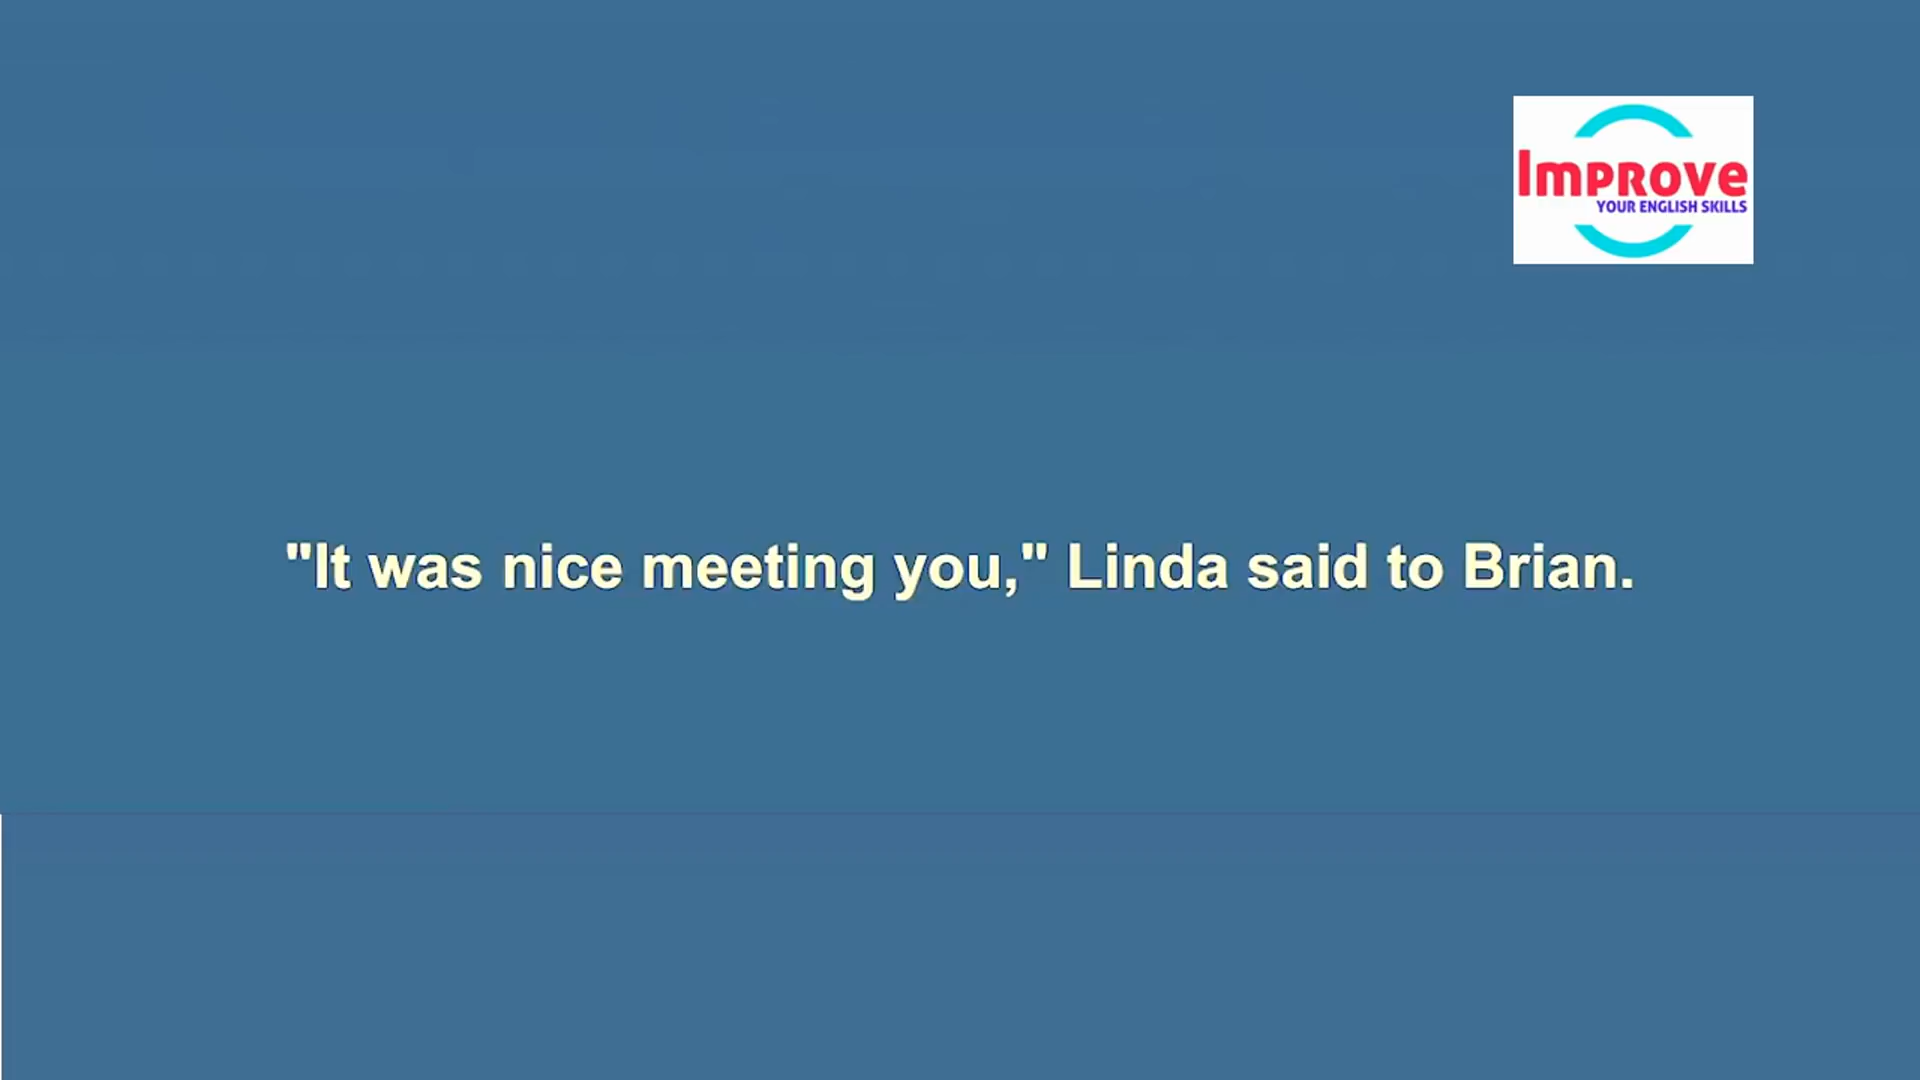 Improve
YOUR ENGLISH SKILLS
"It was nice meeting you," Linda said to Brian.